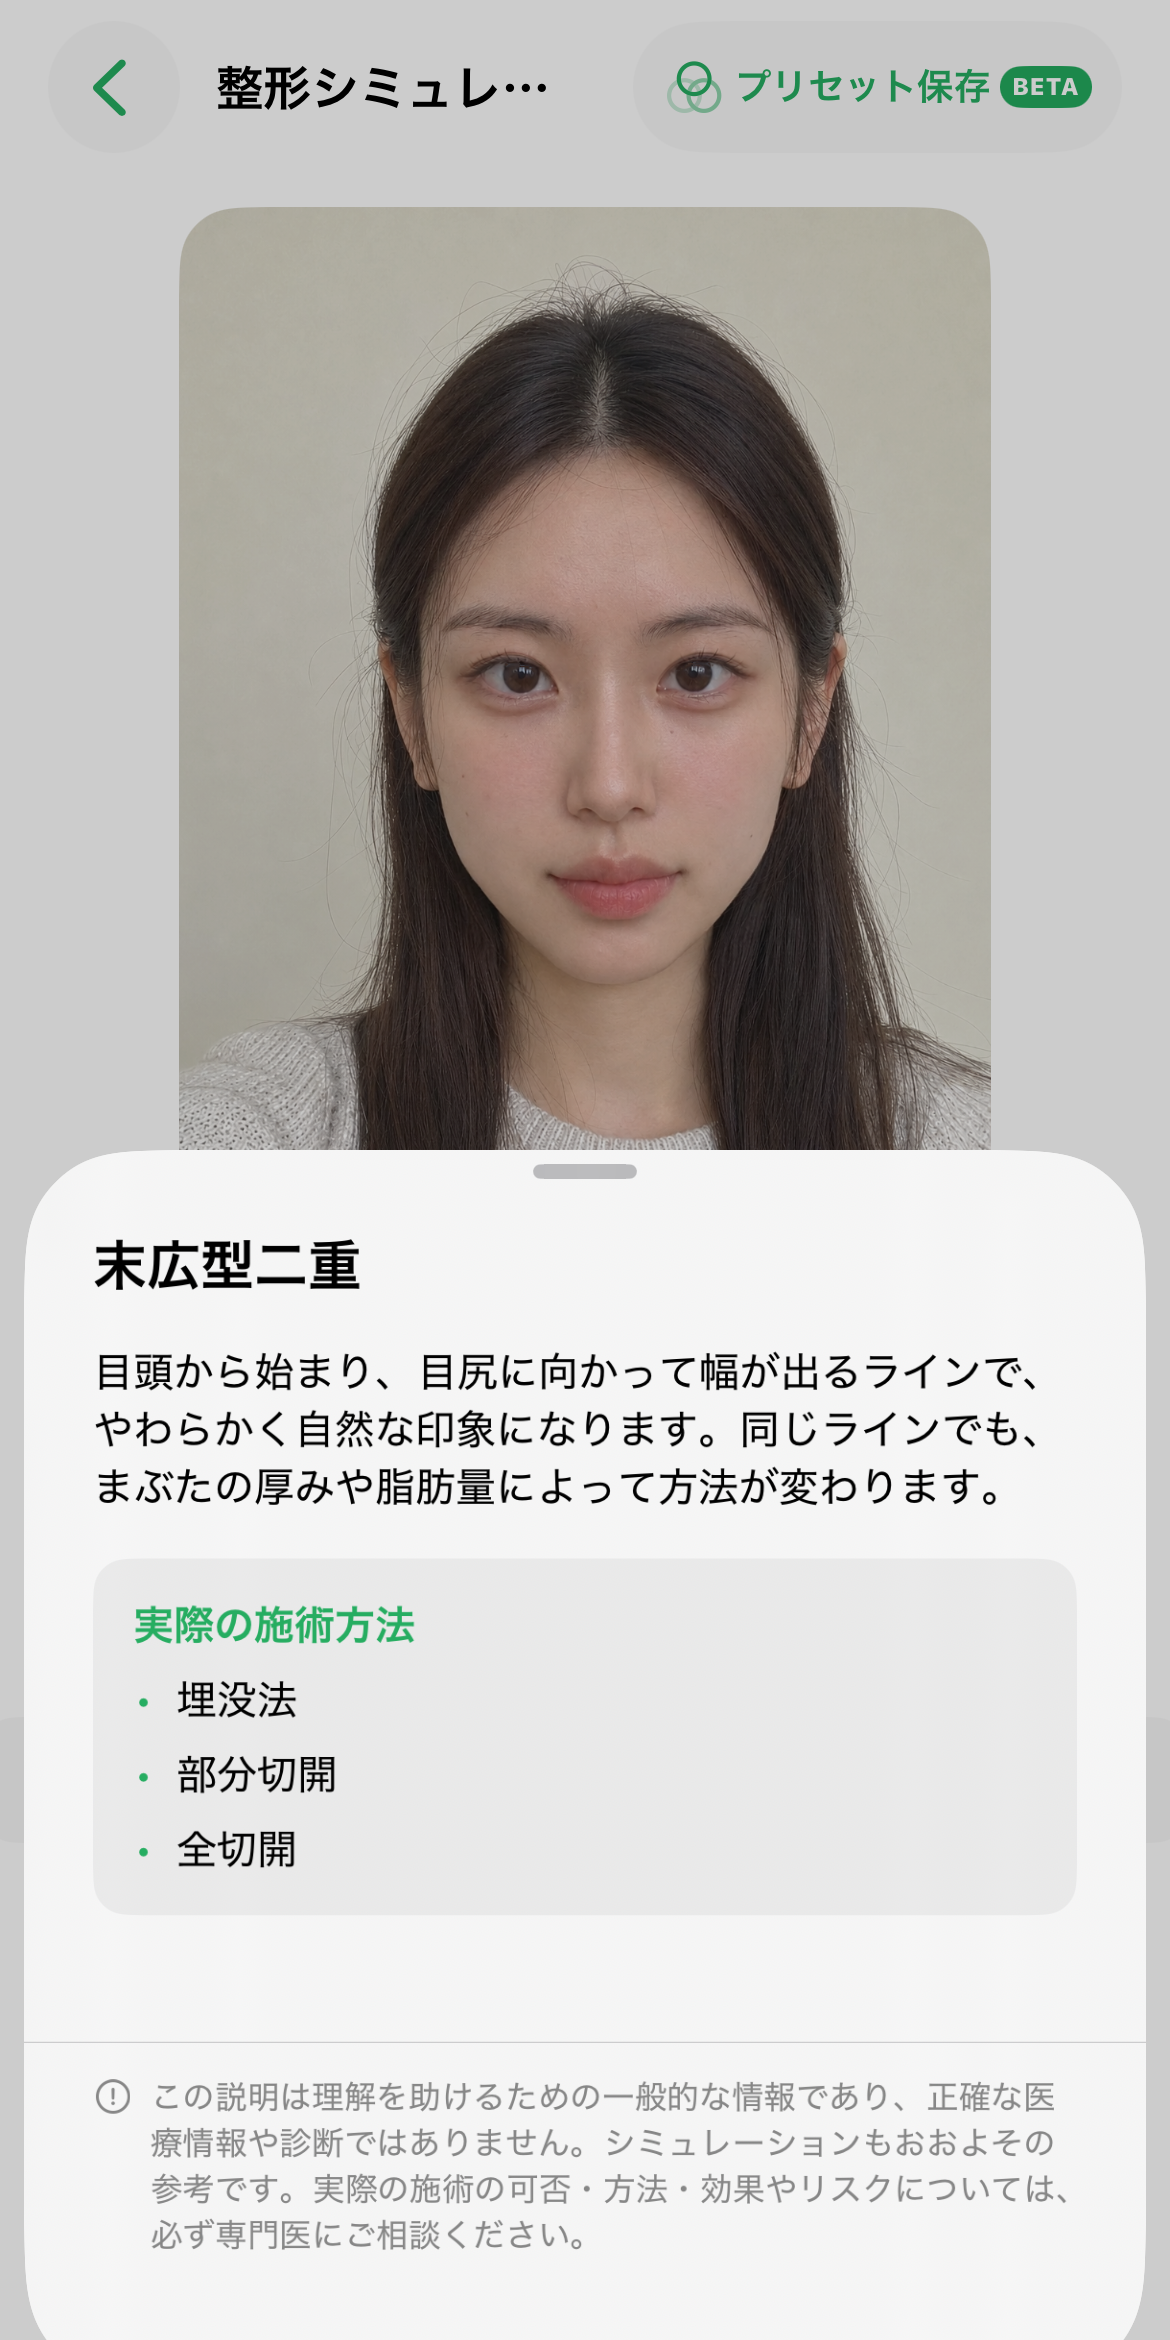 整形シミュレ…
プリセット保存 BETA
末広型二重
目頭から始まり、目尻に向かって幅が出るラインで、
やわらかく自然な印象になります。同じラインでも、
まぶたの厚みや脂肪量によって方法が変わります。
実際の施術方法
• 埋没法
• 部分切開
• 全切開
この説明は理解を助けるための一般的な情報であり、正確な医
療情報や診断ではありません。シミュレーションもおおよその
参考です。実際の施術の可否・方法・効果やリスクについては、
必ず専門医にご相談ください。